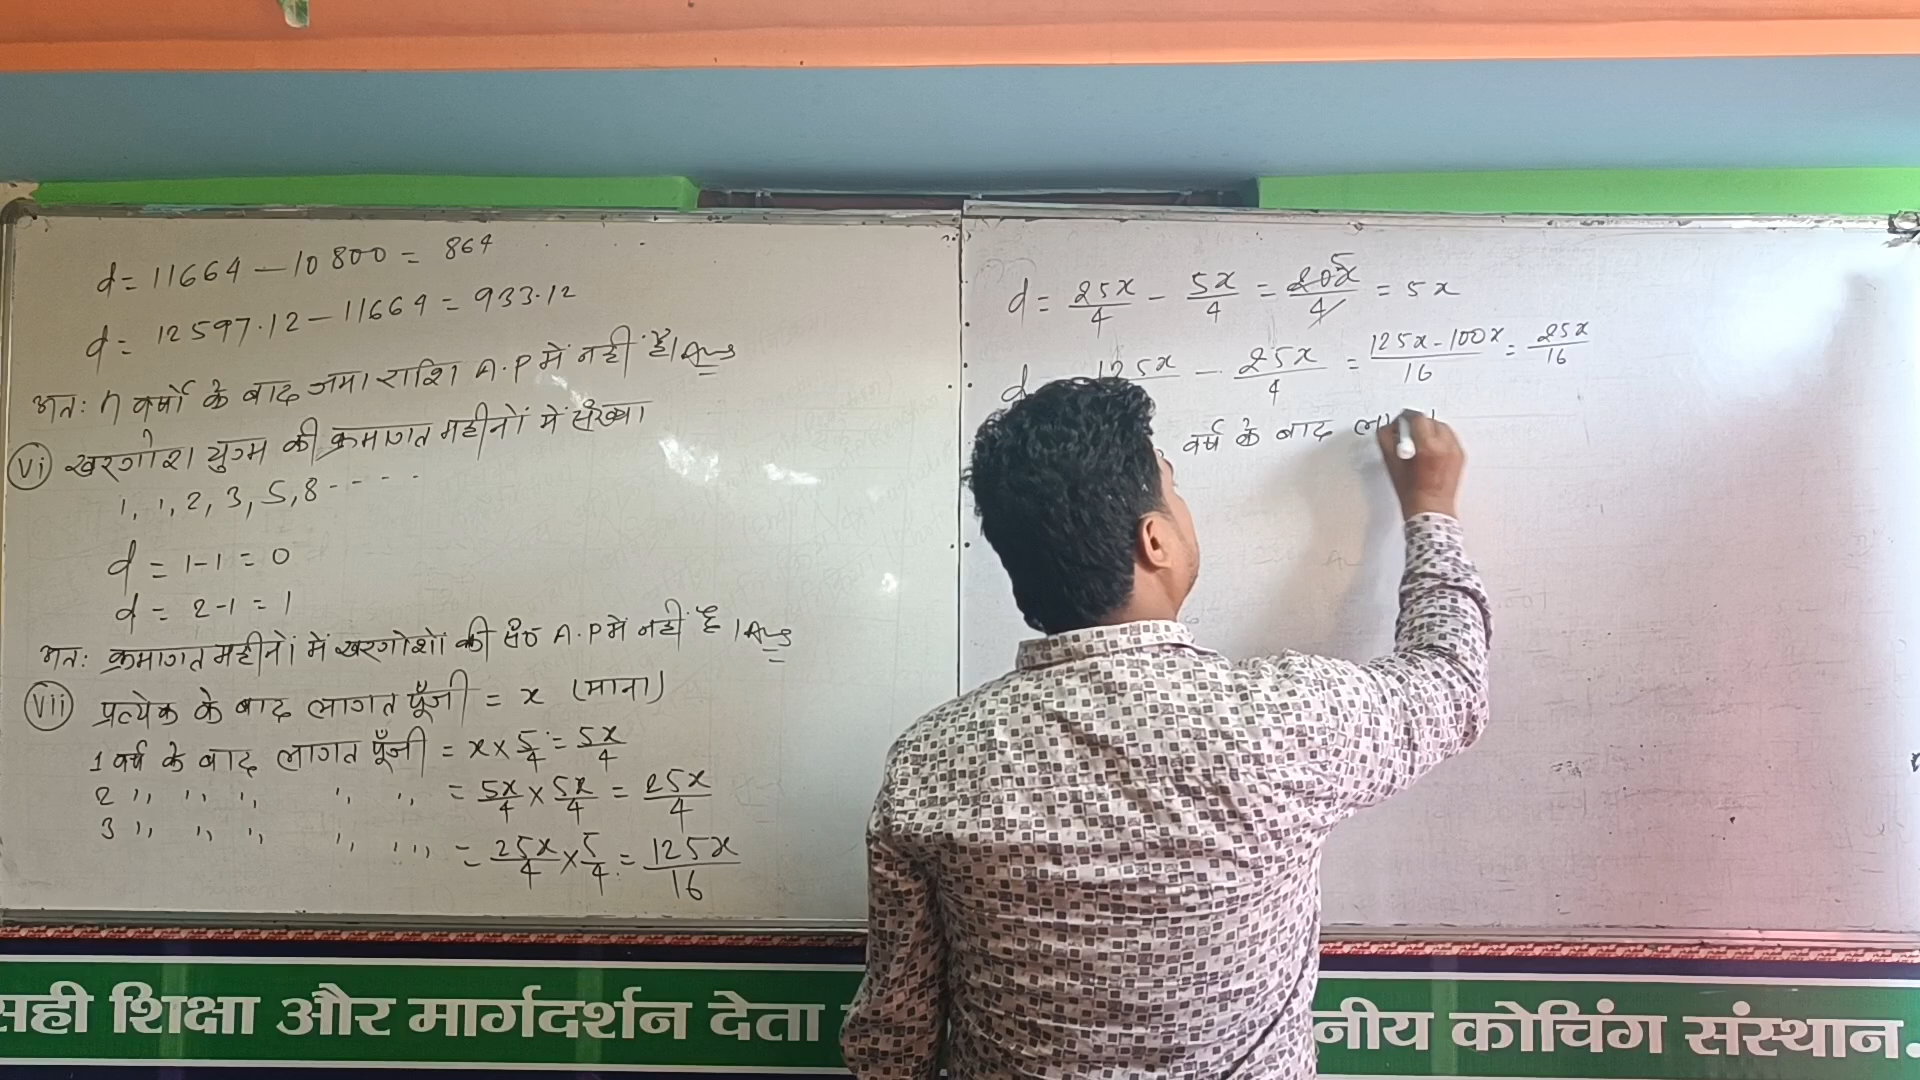 d = 11664 - 10800 = 864
d = 12597.12 - 11664 = 933.12
अतः n वर्षो के बाद जमा राशि A.P में नही है। Ans
(vi) खरगोश युग्म की क्रमागत महीनों में संख्या
1, 1, 2, 3, 5, 8 - - - -
d = 1-1 = 0
d = 2-1 = 1
अतः क्रमागत महीनों में खरगोशो की सं० A.P में नही है। Ans
(vii) प्रत्येक के बाद लागत पूँजी = x (माना)
1 वर्ष के बाद लागत पूँजी = x × 5/4 = 5x/4
2 ,, ,, ,, ,, ,, = 5x/4 × 5x/4 = 25x/4
3 ,, ,, ,, ,, ,,, = 25x/4 × 5/4 = 125x/16
d = 25x/4 - 5x/4 = 20x/4 5 = 5x
d 125x - 25x/4 = 125x - 100x/16 = 25x/16
वर्ष के बाद
सही शिक्षा और मार्गदर्शन देता
नीय कोचिंग संस्थान.